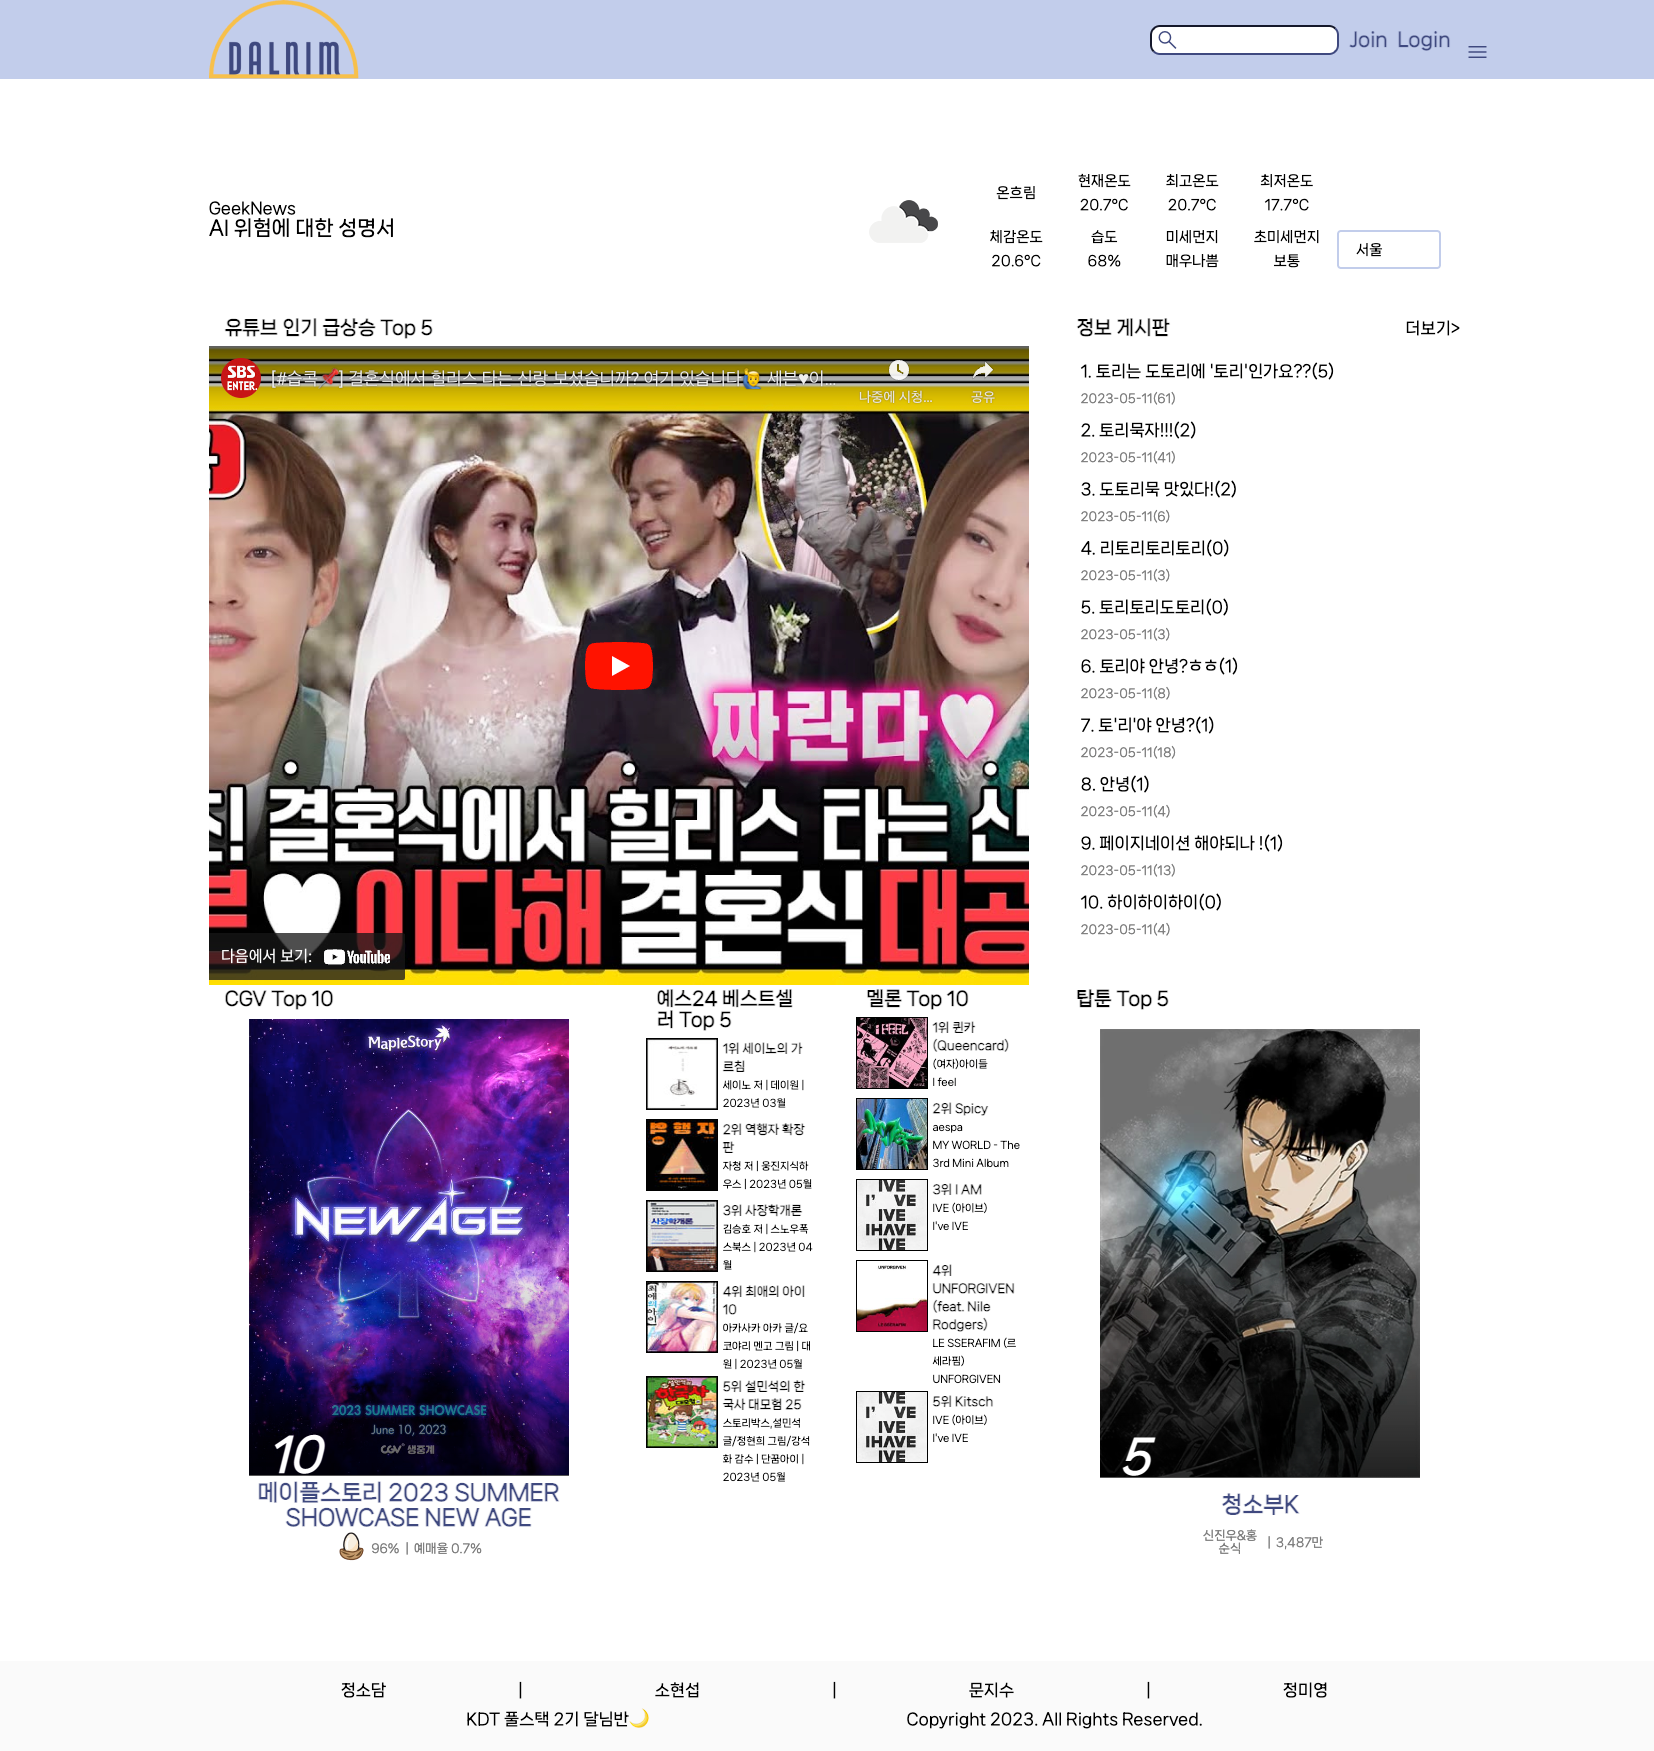 DALNIM
Join Login
GeekNews
AI 위험에 대한 성명서
온흐림
현재온도
20.7°C
최고온도
20.7°C
최저온도
17.7°C
체감온도
20.6°C
습도
68%
미세먼지
매우나쁨
초미세먼지
보통
서울
유튜브 인기 급상승 Top 5
SBS
ENTER.
[#습콕📌] 결혼식에서 힐리스 타는 신랑 보셨습니까? 여기 있습니다🙋‍♂️ 세븐♥이...
나중에 시청...
공유
짜란다♡
결혼식에서 힐리스 타는 신
부♥이다해 결혼식 대공
다음에서 보기: YouTube
정보 게시판
더보기>
1. 토리는 도토리에 '토리'인가요??(5)
2023-05-11(61)
2. 토리묵자!!!(2)
2023-05-11(41)
3. 도토리묵 맛있다!(2)
2023-05-11(6)
4. 리토리토리토리(0)
2023-05-11(3)
5. 토리토리도토리(0)
2023-05-11(3)
6. 토리야 안녕?ㅎㅎ(1)
2023-05-11(8)
7. 토'리'야 안녕?(1)
2023-05-11(18)
8. 안녕(1)
2023-05-11(4)
9. 페이지네이션 해야되나 !(1)
2023-05-11(13)
10. 하이하이하이(0)
2023-05-11(4)
CGV Top 10
MapleStory
NEW AGE
2023 SUMMER SHOWCASE
June 10, 2023
CGV 생중계
10
메이플스토리 2023 SUMMER
SHOWCASE NEW AGE
96% | 예매율 0.7%
예스24 베스트셀
러 Top 5
1위 세이노의 가
르침
세이노 저 | 데이원 |
2023년 03월
2위 역행자 확장
판
자청 저 | 웅진지식하
우스 | 2023년 05월
3위 사장학개론
김승호 저 | 스노우폭
스북스 | 2023년 04
월
4위 최애의 아이
10
아카사카 아카 글/요
코야리 멘고 그림 | 대
원 | 2023년 05월
5위 설민석의 한
국사 대모험 25
스토리박스,설민석
글/정현희 그림/강석
화 감수 | 단꿈아이 |
2023년 05월
멜론 Top 10
1위 퀸카
(Queencard)
(여자)아이들
I feel
2위 Spicy
aespa
MY WORLD - The
3rd Mini Album
3위 I AM
IVE (아이브)
I've IVE
4위
UNFORGIVEN
(feat. Nile
Rodgers)
LE SSERAFIM (르
세라핌)
UNFORGIVEN
5위 Kitsch
IVE (아이브)
I've IVE
탑툰 Top 5
5
청소부K
신진우&홍
순식
| 3,487만
정소담 | 소현섭 | 문지수 | 정미영
KDT 풀스택 2기 달님반🌙
Copyright 2023. All Rights Reserved.